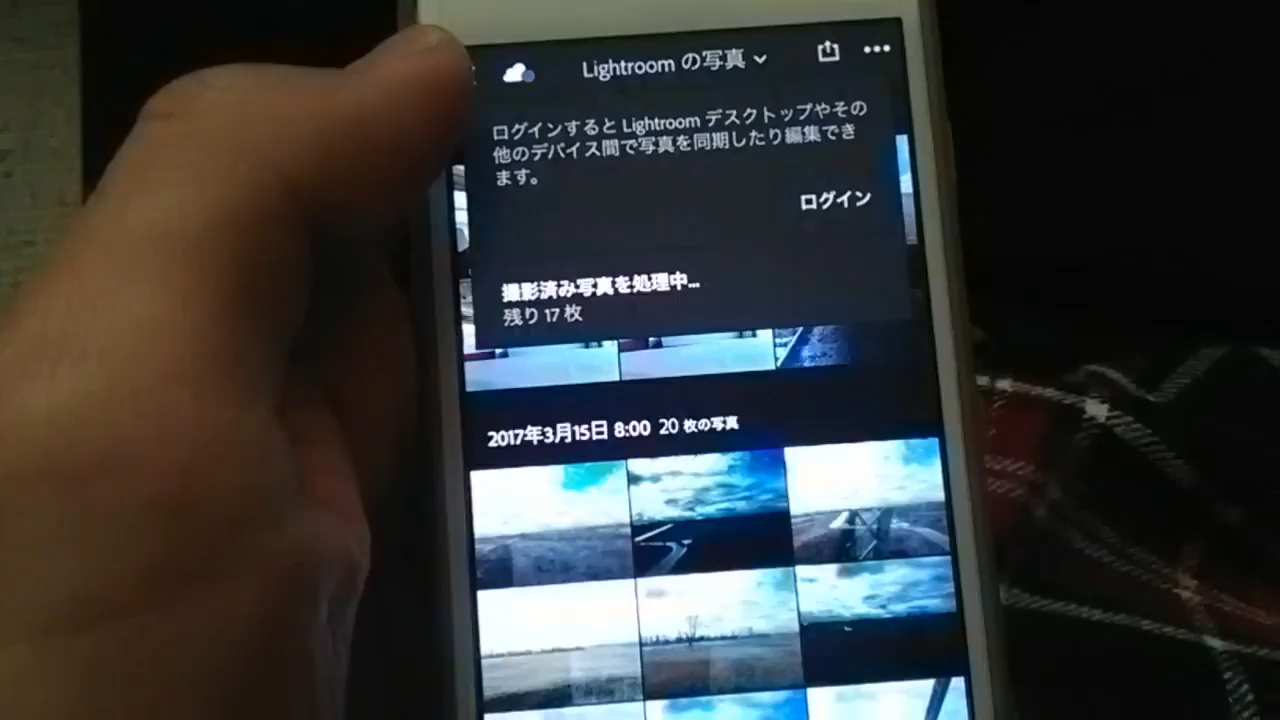 Lightroom の写真
ログインすると Lightroom デスクトップやその
他のデバイス間で写真を同期したり編集でき
ます。
ログイン
撮影済み写真を処理中...
残り 17 枚
2017年3月15日 8:00 20 枚の写真